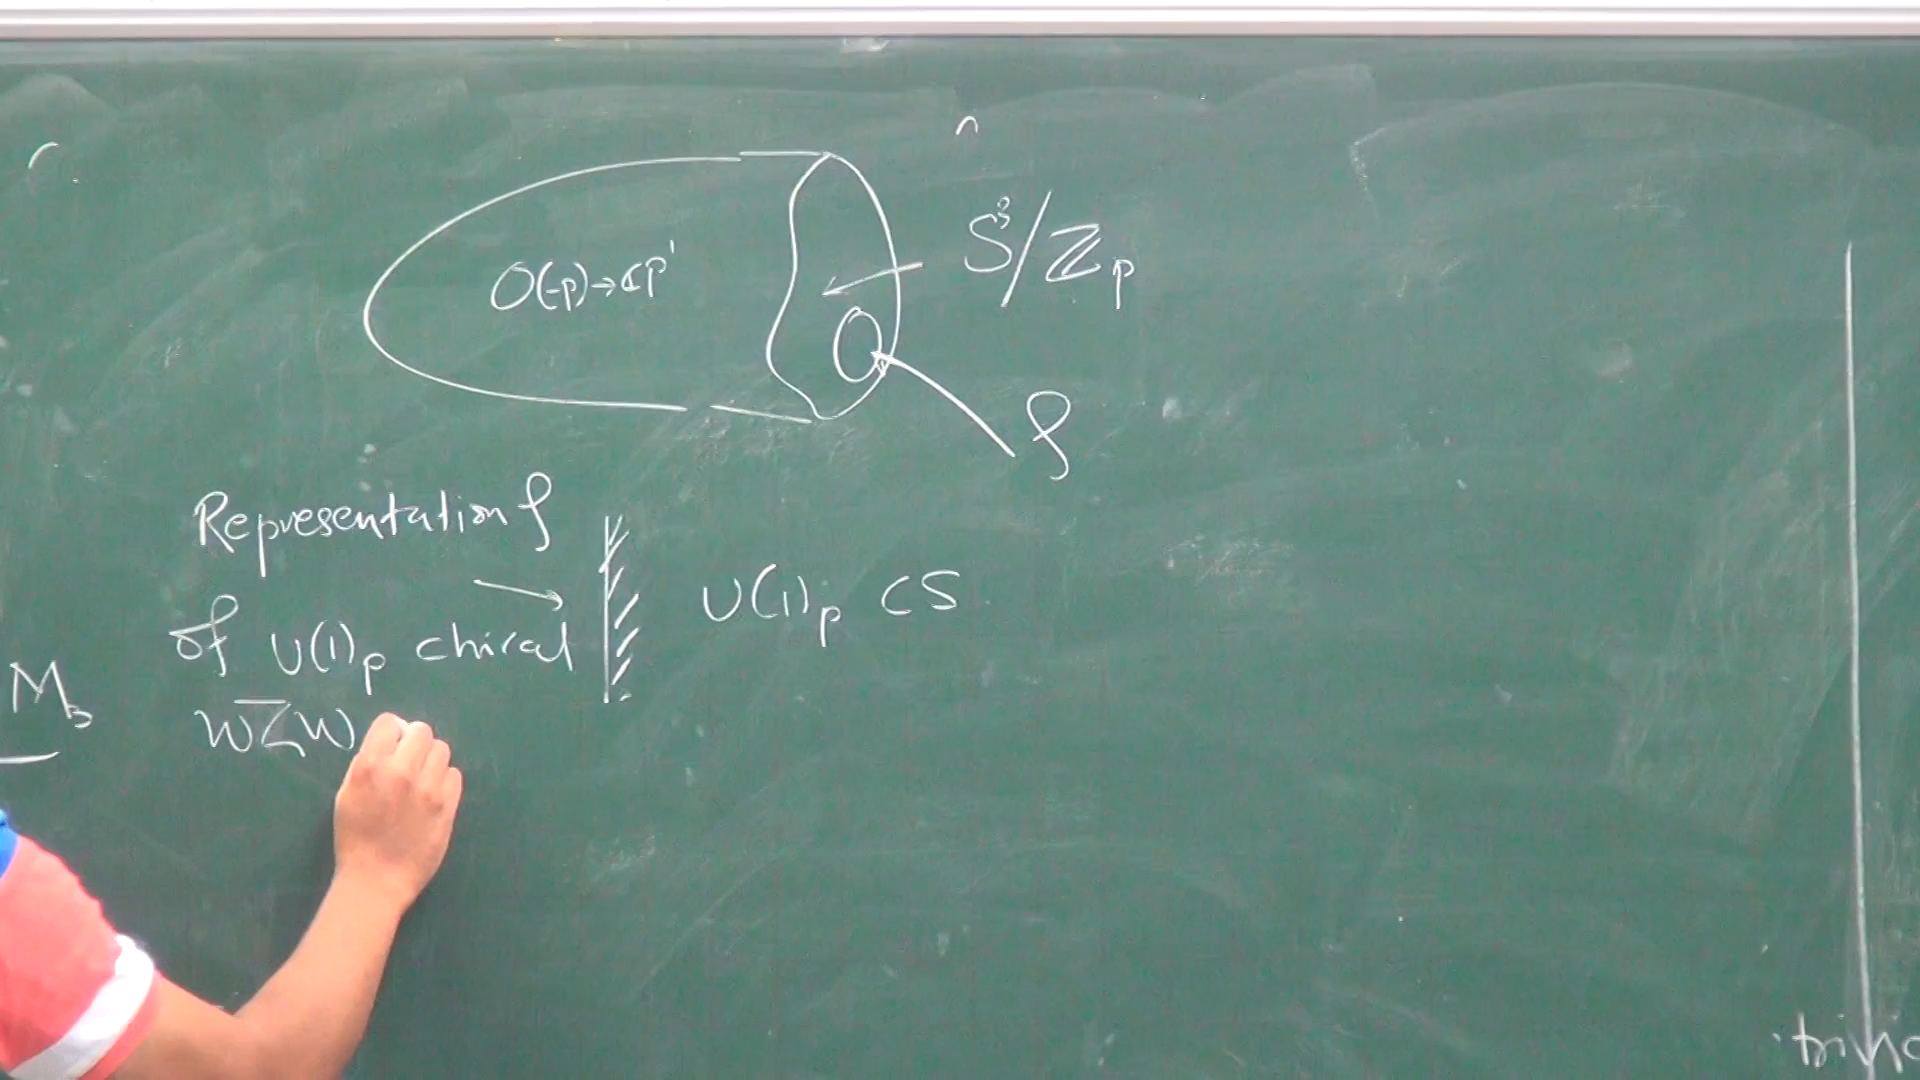 O(-p)→ℂP¹
S³/ℤₚ
ρ
Representation ρ
of U(1)ₚ chiral
WZW
U(1)ₚ CS
M₃